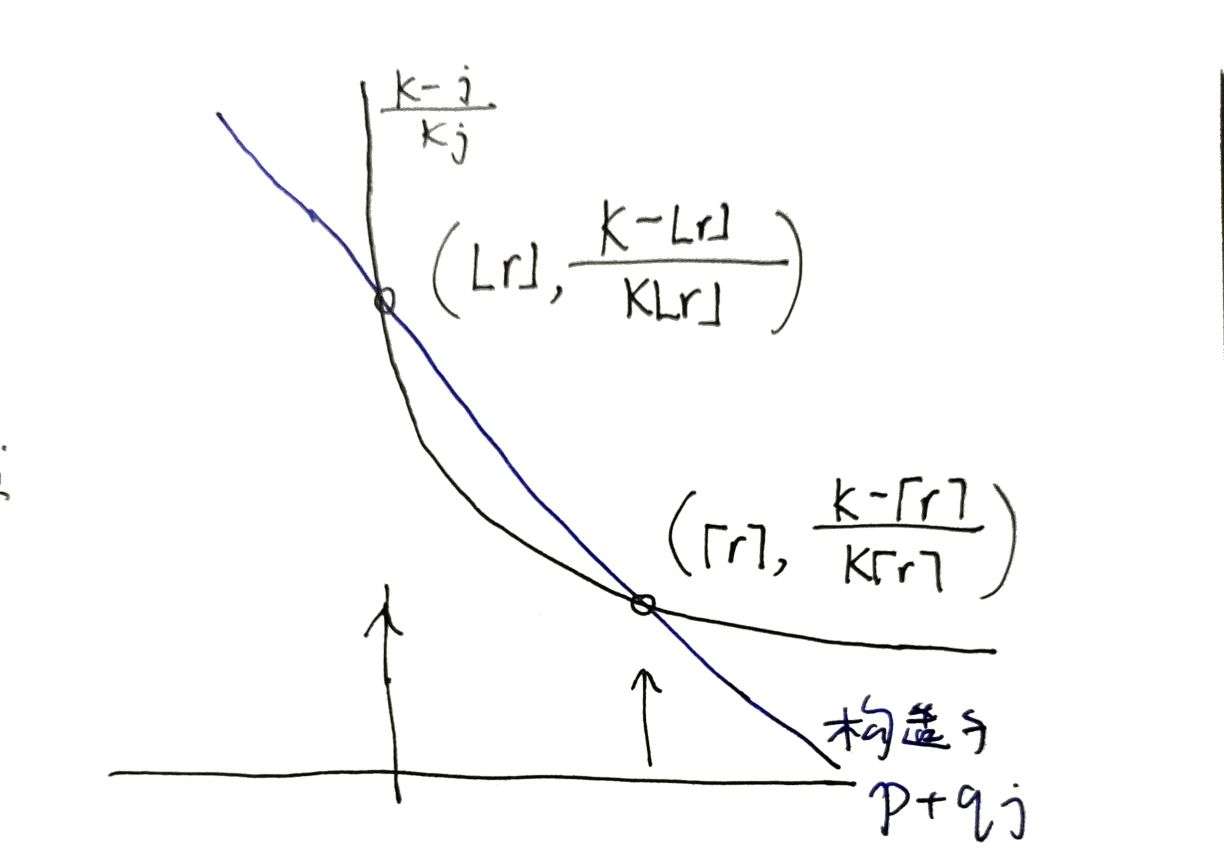 K-j
Kj
(⌊r⌋, K-⌊r⌋
K⌊r⌋)
(⌈r⌉, K-⌈r⌉
K⌈r⌉)
构造
p+qj